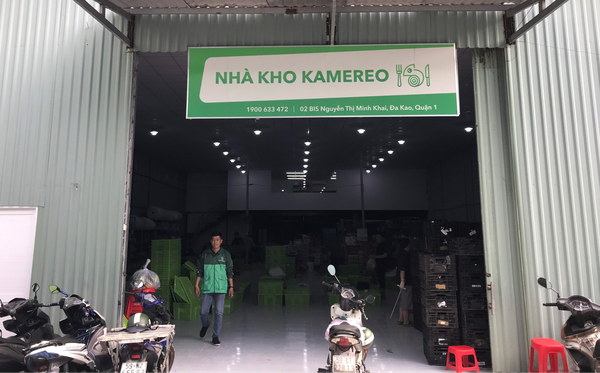 NHÀ KHO KAMEREO
1900 633 472 | 02 BIS Nguyễn Thị Minh Khai, Đa Kao, Quận 1